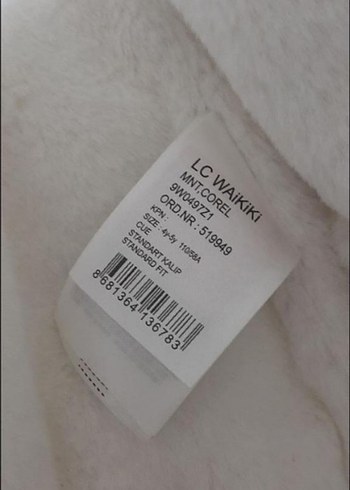 LC WAiKiKi
MNT,COREL
9W0497Z1
ORD.NR : 519949
KPN :
SIZE : 4y-5y 110/58A
CUE
STANDART KALIP
STANDARD FIT
8681364136783